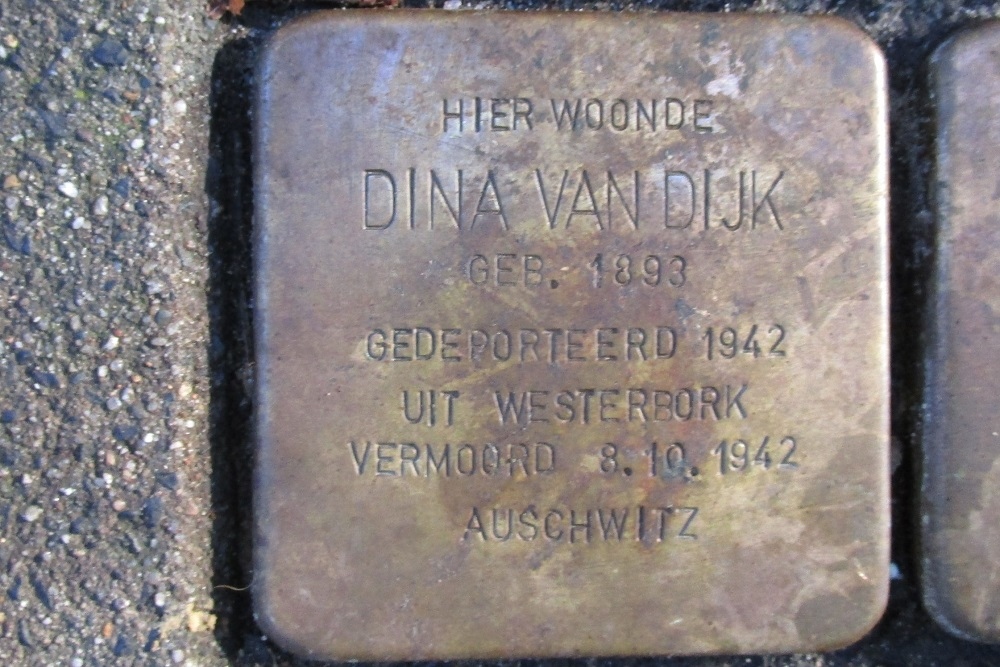 HIER WOONDE
DINA VAN DIJK
GEB. 1893
GEDEPORTEERD 1942
UIT WESTERBORK
VERMOORD 8.10.1942
AUSCHWITZ